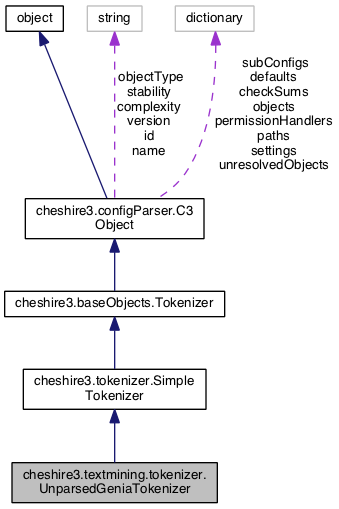 object
string
dictionary
objectType
stability
complexity
version
id
name
subConfigs
defaults
checkSums
objects
permissionHandlers
paths
settings
unresolvedObjects
cheshire3.configParser.C3
Object
cheshire3.baseObjects.Tokenizer
cheshire3.tokenizer.Simple
Tokenizer
cheshire3.textmining.tokenizer.
UnparsedGeniaTokenizer